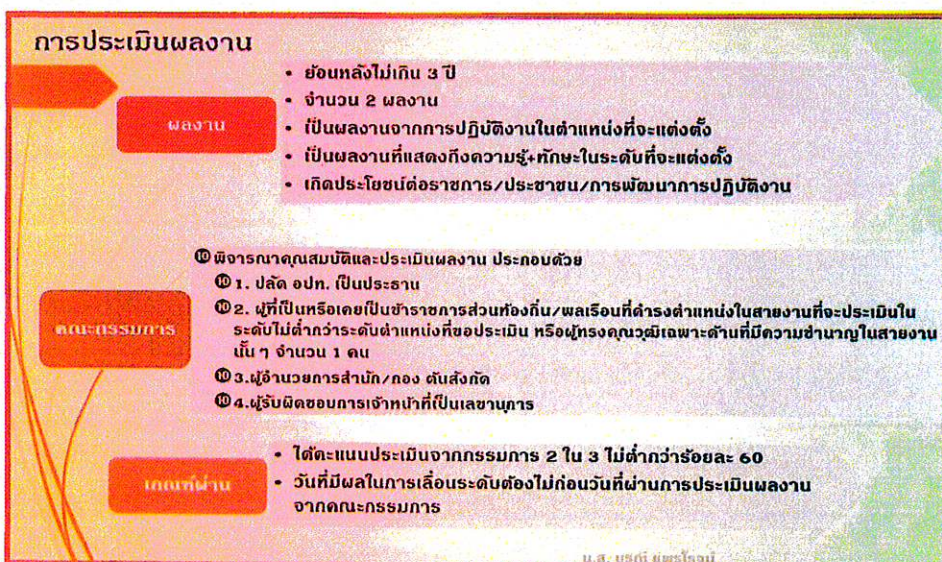 การประเมินผลงาน
ผลงาน
• ย้อนหลังไม่เกิน 3 ปี
• จำนวน 2 ผลงาน
• เป็นผลงานจากการปฏิบัติงานในตำแหน่งที่จะแต่งตั้ง
• เป็นผลงานที่แสดงถึงความรู้+ทักษะในระดับที่จะแต่งตั้ง
• เกิดประโยชน์ต่อราชการ/ประชาชน/การพัฒนาการปฏิบัติงาน
คณะกรรมการ
❿ พิจารณาคุณสมบัติและประเมินผลงาน ประกอบด้วย
❿ 1. ปลัด อปท. เป็นประธาน
❿ 2. ผู้ที่เป็นหรือเคยเป็นข้าราชการส่วนท้องถิ่น/พลเรือนที่ดำรงตำแหน่งในสายงานที่จะประเมินใน
ระดับไม่ต่ำกว่าระดับตำแหน่งที่ขอประเมิน หรือผู้ทรงคุณวุฒิเฉพาะด้านที่มีความชำนาญในสายงาน
นั้น ๆ จำนวน 1 คน
❿ 3.ผู้อำนวยการสำนัก/กอง ต้นสังกัด
❿ 4.ผู้รับผิดชอบการเจ้าหน้าที่เป็นเลขานุการ
เกณฑ์ผ่าน
• ได้คะแนนประเมินจากกรรมการ 2 ใน 3 ไม่ต่ำกว่าร้อยละ 60
• วันที่มีผลในการเลื่อนระดับต้องไม่ก่อนวันที่ผ่านการประเมินผลงาน
จากคณะกรรมการ
น.ส.